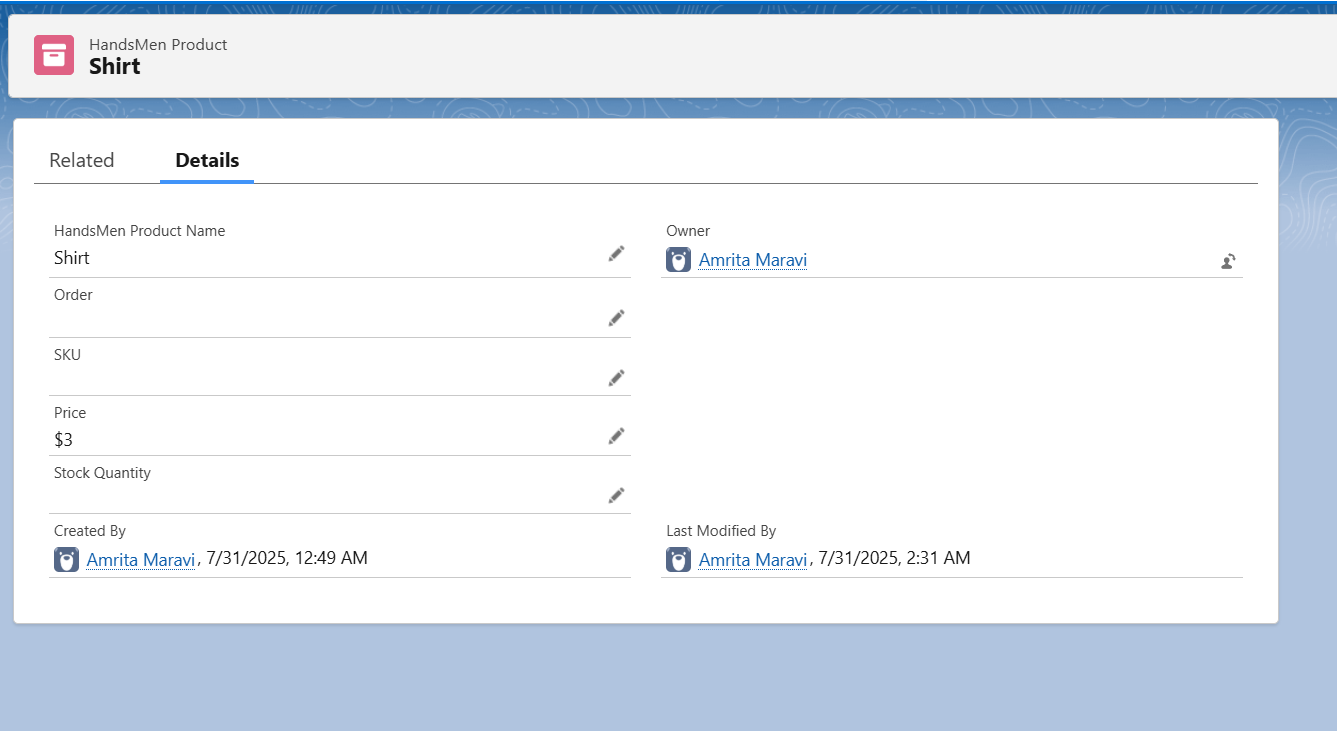 HandsMen Product
Shirt
Related Details
HandsMen Product Name
Shirt
Owner
Amrita Maravi
Order
SKU
Price
$3
Stock Quantity
Created By
Amrita Maravi, 7/31/2025, 12:49 AM
Last Modified By
Amrita Maravi, 7/31/2025, 2:31 AM